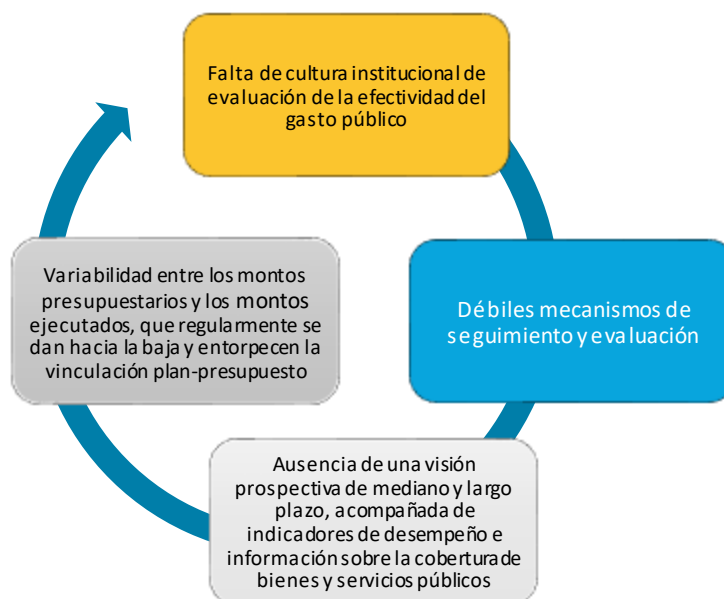 Falta de cultura institucional de
evaluación de la efectividad del
gasto público
Débiles mecanismos de
seguimiento y evaluación
Ausencia de una visión
prospectiva de mediano y largo
plazo, acompañada de
indicadores de desempeño e
información sobre la cobertura de
bienes y servicios públicos
Variabilidad entre los montos
presupuestarios y los montos
ejecutados, que regularmente se
dan hacia la baja y entorpecen la
vinculación plan-presupuesto